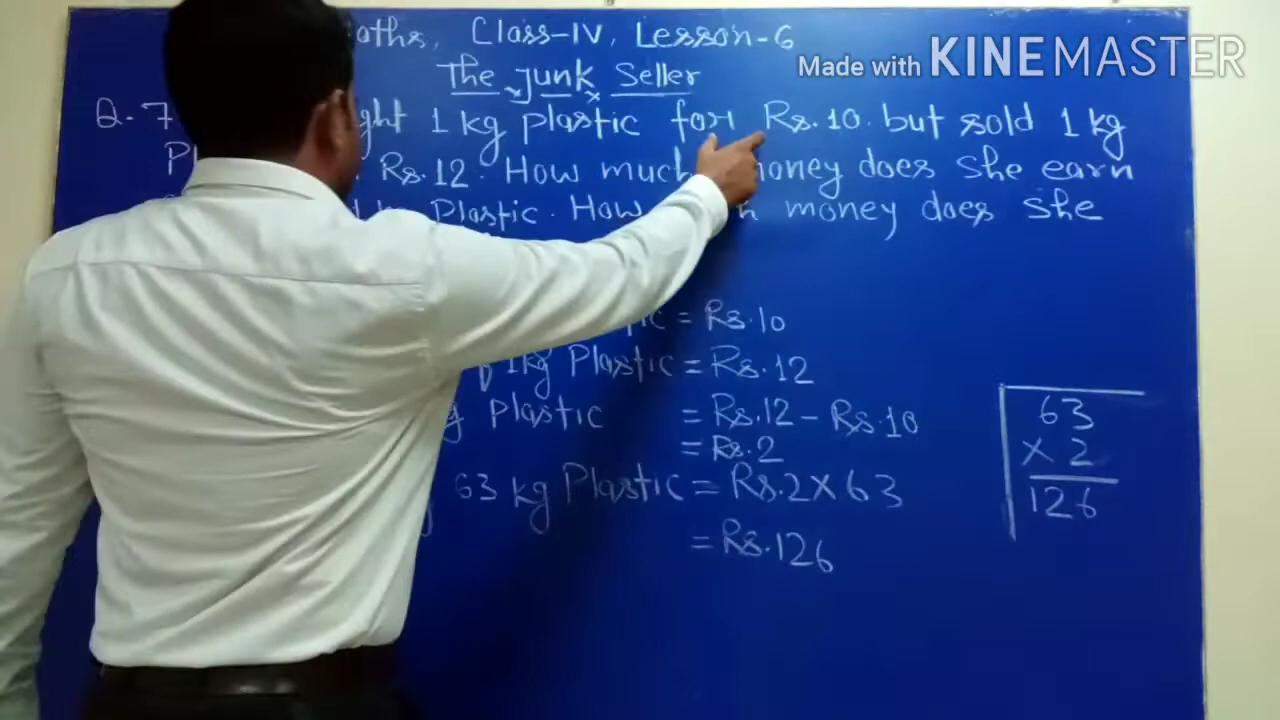 aths, Class-IV, Lesson-6
Made with KINEMASTER
The Junk Seller
Q-7 ght 1 kg plastic for Rs.10. but sold 1 kg
Pl Rs.12. How much money does she earn
Plastic. How money does she
= Rs.10
1kg Plastic = Rs.12
g Plastic = Rs.12 - Rs.10
= Rs.2
63 kg Plastic = Rs.2 × 63
= Rs.126
63
× 2
126